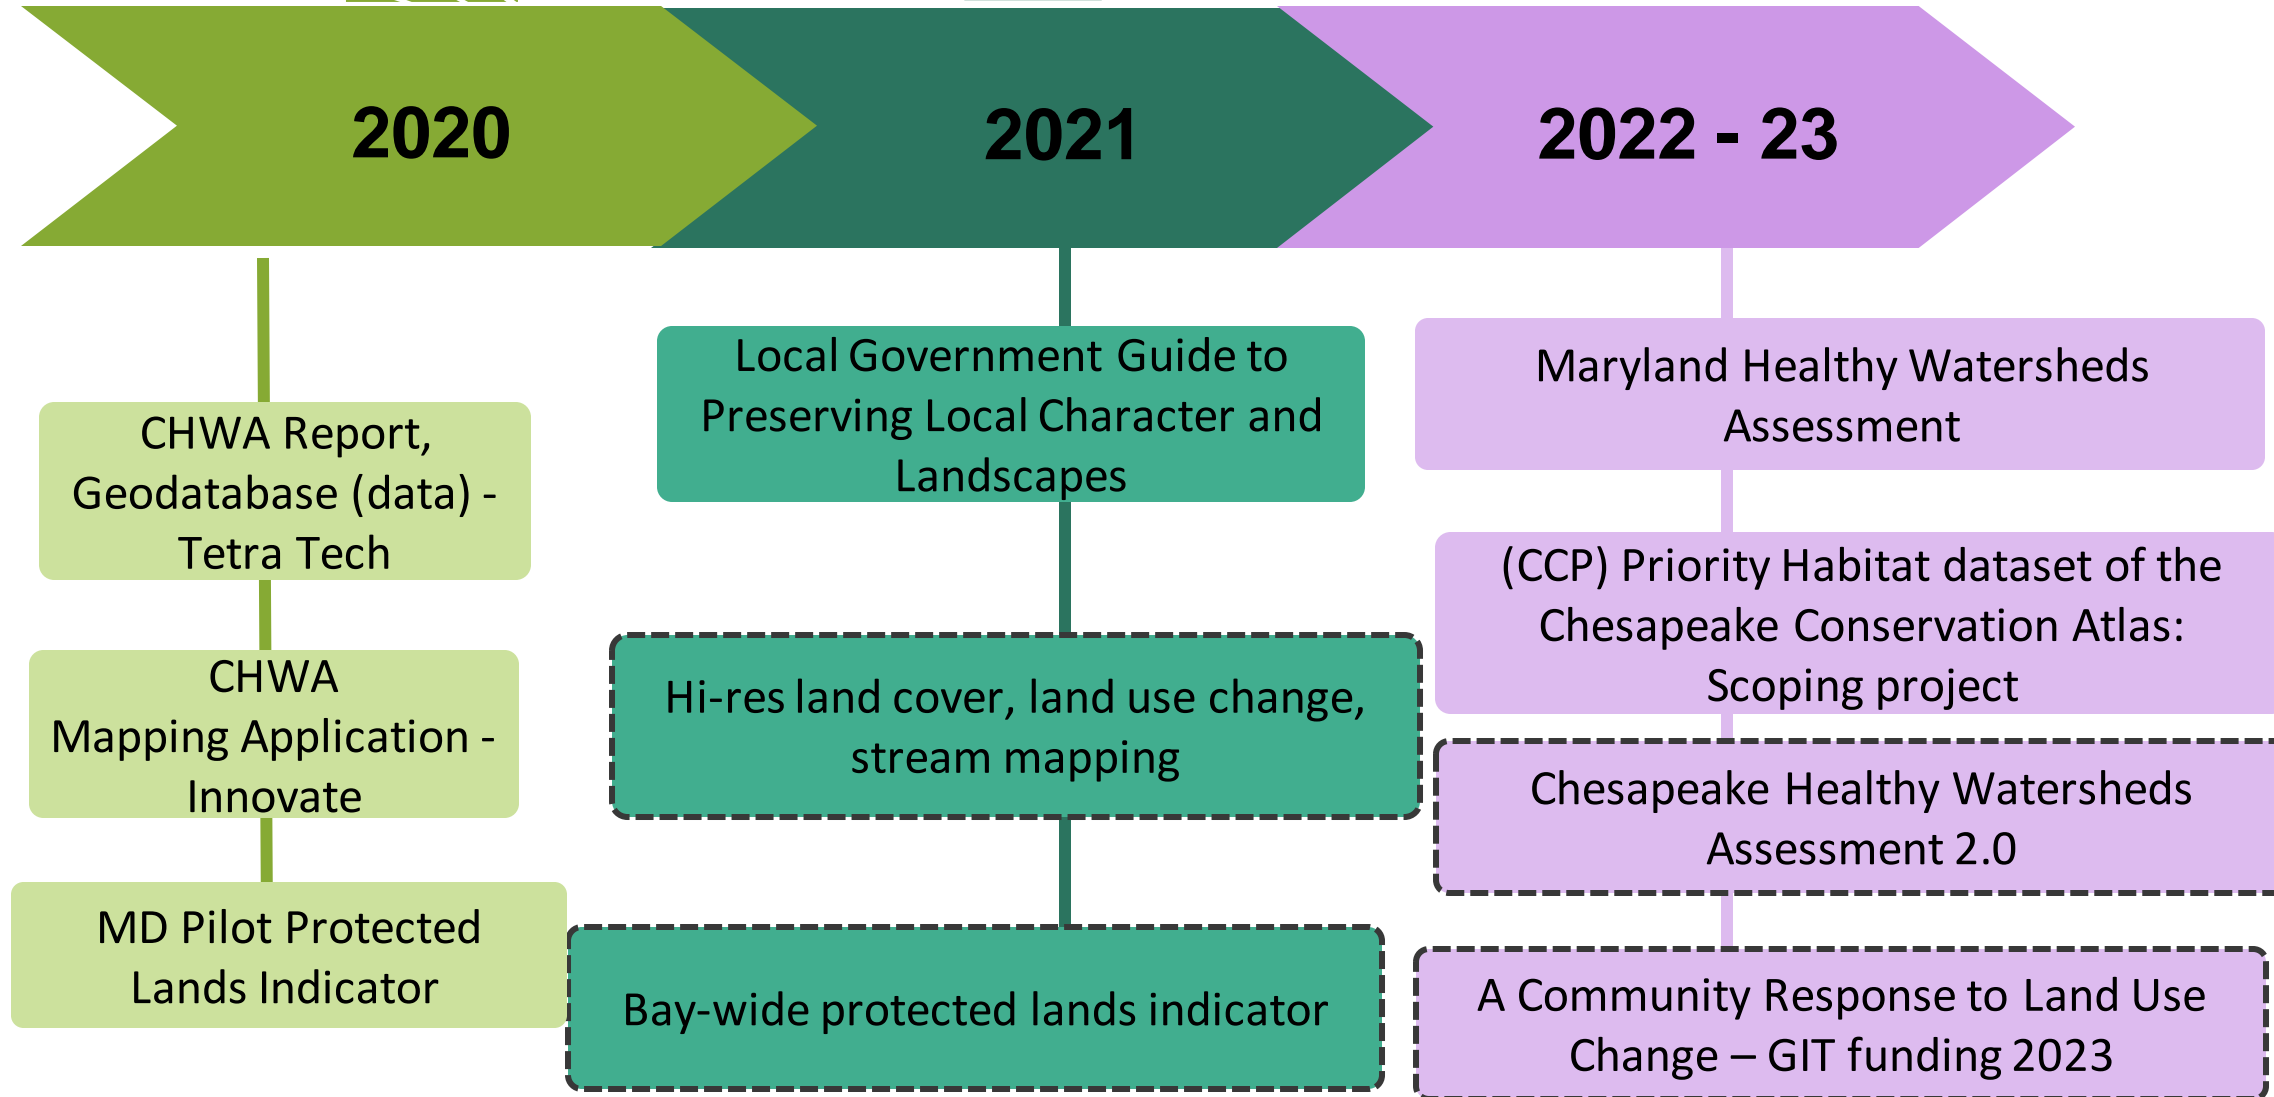 2020
2021
2022 - 23
CHWA Report,
Geodatabase (data) -
Tetra Tech
CHWA
Mapping Application -
Innovate
MD Pilot Protected
Lands Indicator
Local Government Guide to
Preserving Local Character and
Landscapes
Hi-res land cover, land use change,
stream mapping
Bay-wide protected lands indicator
Maryland Healthy Watersheds
Assessment
(CCP) Priority Habitat dataset of the
Chesapeake Conservation Atlas:
Scoping project
Chesapeake Healthy Watersheds
Assessment 2.0
A Community Response to Land Use
Change – GIT funding 2023